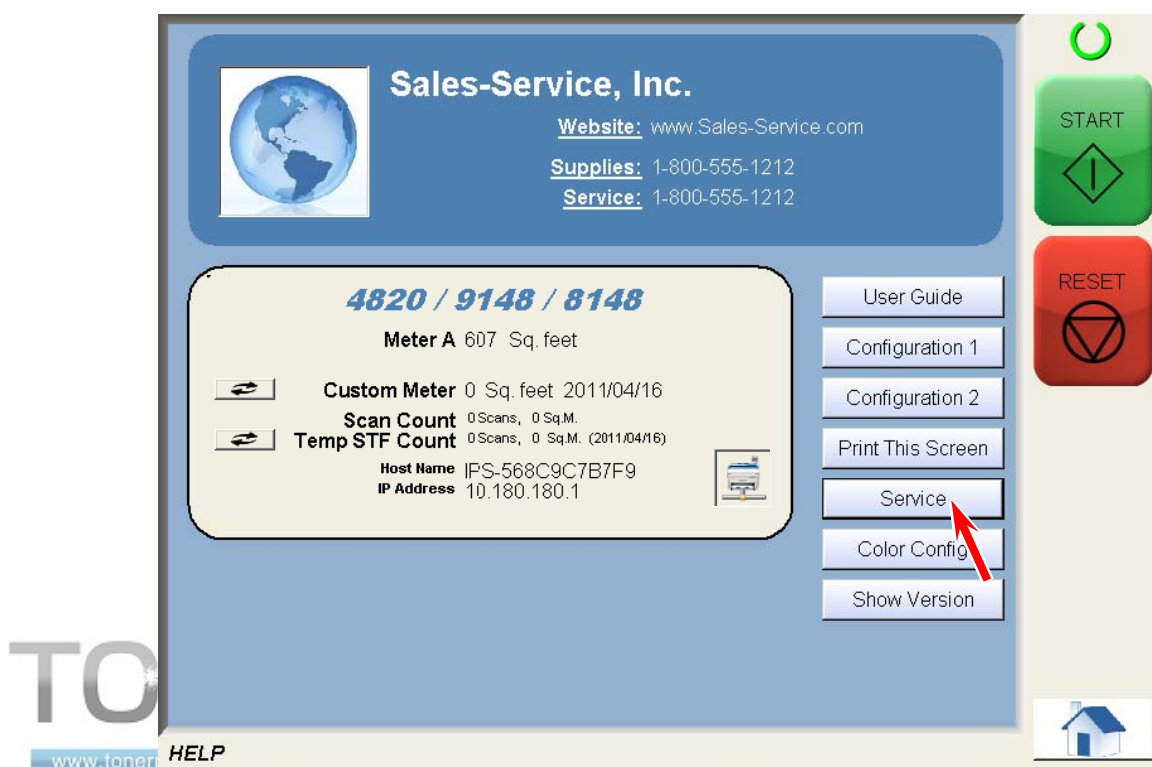 Sales-Service, Inc.
Website: www.Sales-Service.com
Supplies: 1-800-555-1212
Service: 1-800-555-1212
START
RESET
4820 / 9148 / 8148
Meter A 607 Sq. feet
Custom Meter 0 Sq. feet 2011/04/16
Scan Count 0 Scans, 0 Sq.M.
Temp STF Count 0 Scans, 0 Sq.M. (2011/04/16)
Host Name IPS-568C9C7B7F9
IP Address 10.180.180.1
User Guide
Configuration 1
Configuration 2
Print This Screen
Service
Color Config
Show Version
TO
www.toner
HELP